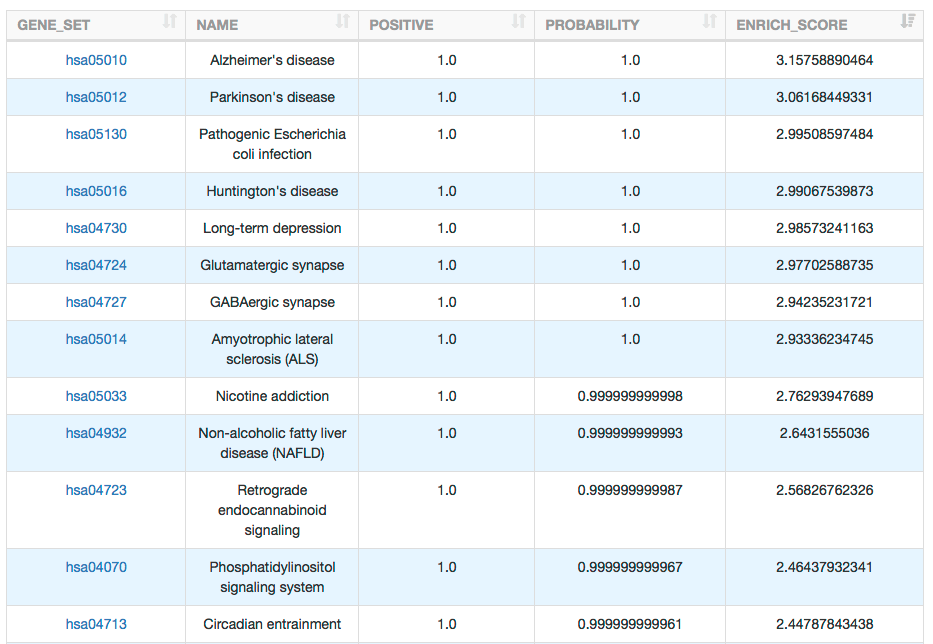 GENE_SET NAME POSITIVE PROBABILITY ENRICH_SCORE
hsa05010 Alzheimer's disease 1.0 1.0 3.15758890464
hsa05012 Parkinson's disease 1.0 1.0 3.06168449331
hsa05130 Pathogenic Escherichia 1.0 1.0 2.99508597484
coli infection
hsa05016 Huntington's disease 1.0 1.0 2.99067539873
hsa04730 Long-term depression 1.0 1.0 2.98573241163
hsa04724 Glutamatergic synapse 1.0 1.0 2.97702588735
hsa04727 GABAergic synapse 1.0 1.0 2.94235231721
hsa05014 Amyotrophic lateral 1.0 1.0 2.93336234745
sclerosis (ALS)
hsa05033 Nicotine addiction 1.0 0.999999999998 2.76293947689
hsa04932 Non-alcoholic fatty liver 1.0 0.999999999993 2.6431555036
disease (NAFLD)
hsa04723 Retrograde 1.0 0.999999999987 2.56826762326
endocannabinoid
signaling
hsa04070 Phosphatidylinositol 1.0 0.999999999967 2.46437932341
signaling system
hsa04713 Circadian entrainment 1.0 0.999999999961 2.44787843438